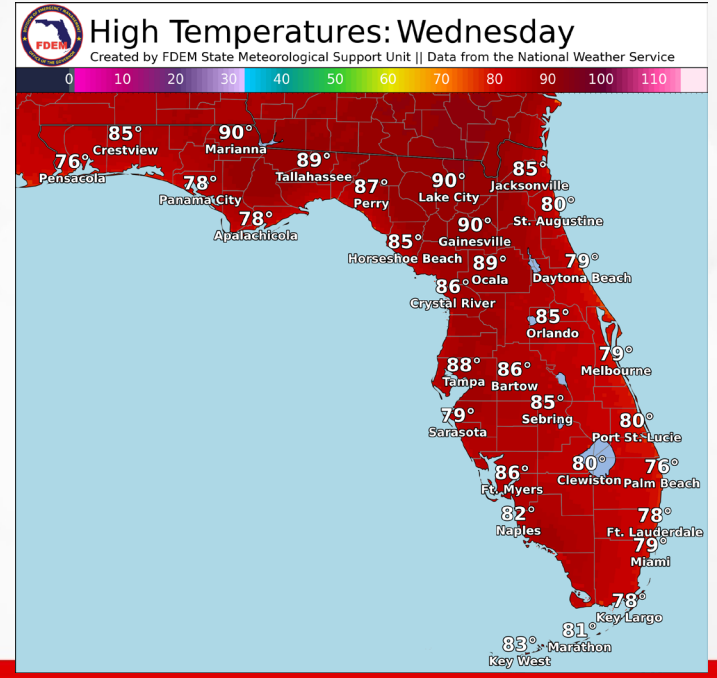 High Temperatures: Wednesday
Created by FDEM State Meteorological Support Unit || Data from the National Weather Service
FDEM
0 10 20 30 40 50 60 70 80 90 100 110
85°
Crestview
90°
Marianna
76°
Pensacola
89°
Tallahassee
78°
Panama City
87°
Perry
90°
Lake City
85°
Jacksonville
80°
St. Augustine
78°
Apalachicola
90°
Gainesville
85°
Horseshoe Beach
89°
Ocala
79°
Daytona Beach
86°
Crystal River
85°
Orlando
79°
Melbourne
88°
Tampa
86°
Bartow
85°
Sebring
79°
Sarasota
80°
Port St. Lucie
80°
Clewiston
76°
Palm Beach
86°
Ft. Myers
82°
Naples
78°
Ft. Lauderdale
79°
Miami
78°
Key Largo
81°
Marathon
83°
Key West